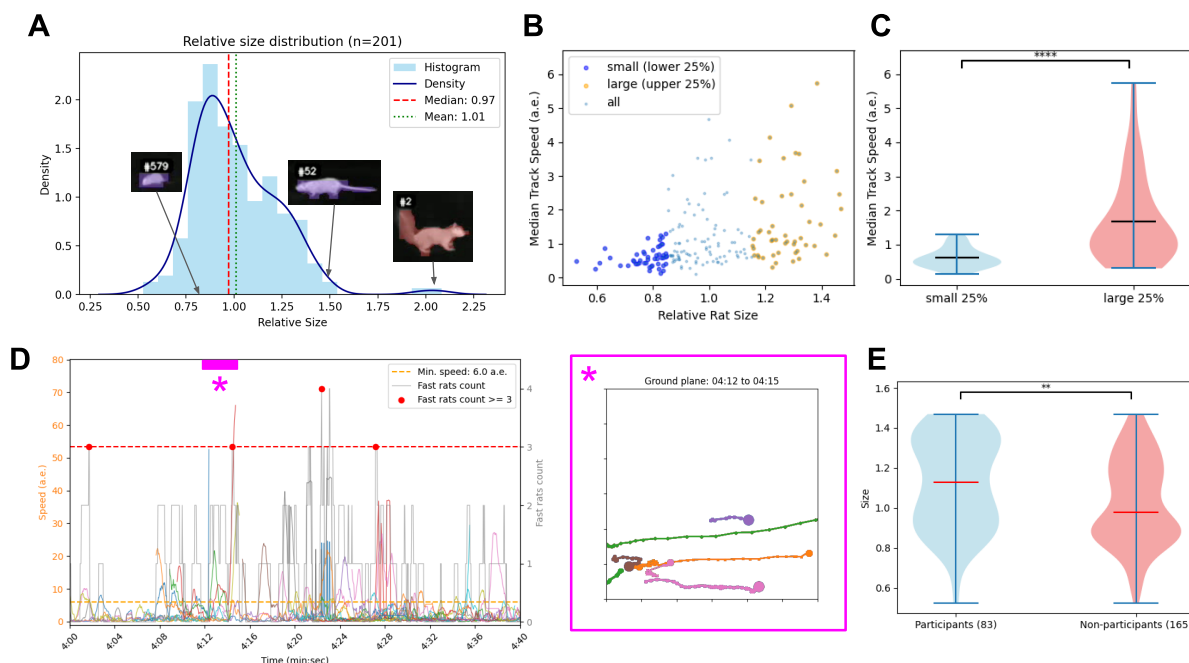 A
Relative size distribution (n=201)
Histogram
Density
Median: 0.97
Mean: 1.01
579
52
2
Density
0.0
0.5
1.0
1.5
2.0
0.25
0.50
0.75
1.00
1.25
1.50
1.75
2.00
2.25
Relative Size
B
small (lower 25%)
large (upper 25%)
all
Median Track Speed (a.e.)
0
1
2
3
4
5
6
0.6
0.8
1.0
1.2
1.4
Relative Rat Size
C
****
Median Track Speed (a.e.)
0
1
2
3
4
5
6
small 25%
large 25%
D
*
Min. speed: 6.0 a.e.
Fast rats count
Fast rats count >= 3
Speed (a.e.)
0
10
20
30
40
50
60
70
80
Fast rats count
0
1
2
3
4
4:00
4:04
4:08
4:12
4:16
4:20
4:24
4:28
4:32
4:36
4:40
Time (min:sec)
*
Ground plane: 04:12 to 04:15
E
**
Size
0.6
0.8
1.0
1.2
1.4
1.6
Participants (83)
Non-participants (165